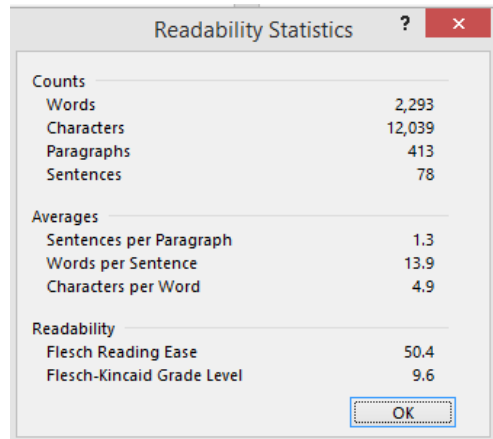 Readability Statistics ? ×
Counts
Words 2,293
Characters 12,039
Paragraphs 413
Sentences 78
Averages
Sentences per Paragraph 1.3
Words per Sentence 13.9
Characters per Word 4.9
Readability
Flesch Reading Ease 50.4
Flesch-Kincaid Grade Level 9.6
OK